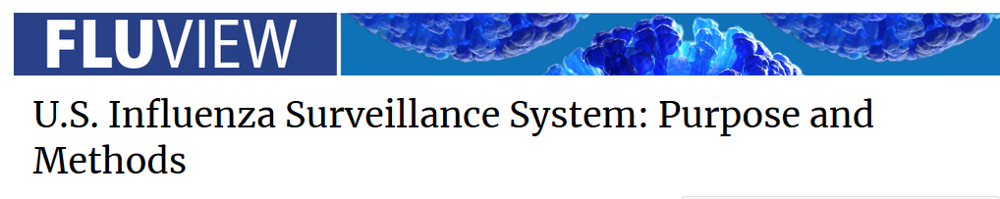 FLUVIEW
U.S. Influenza Surveillance System: Purpose and
Methods